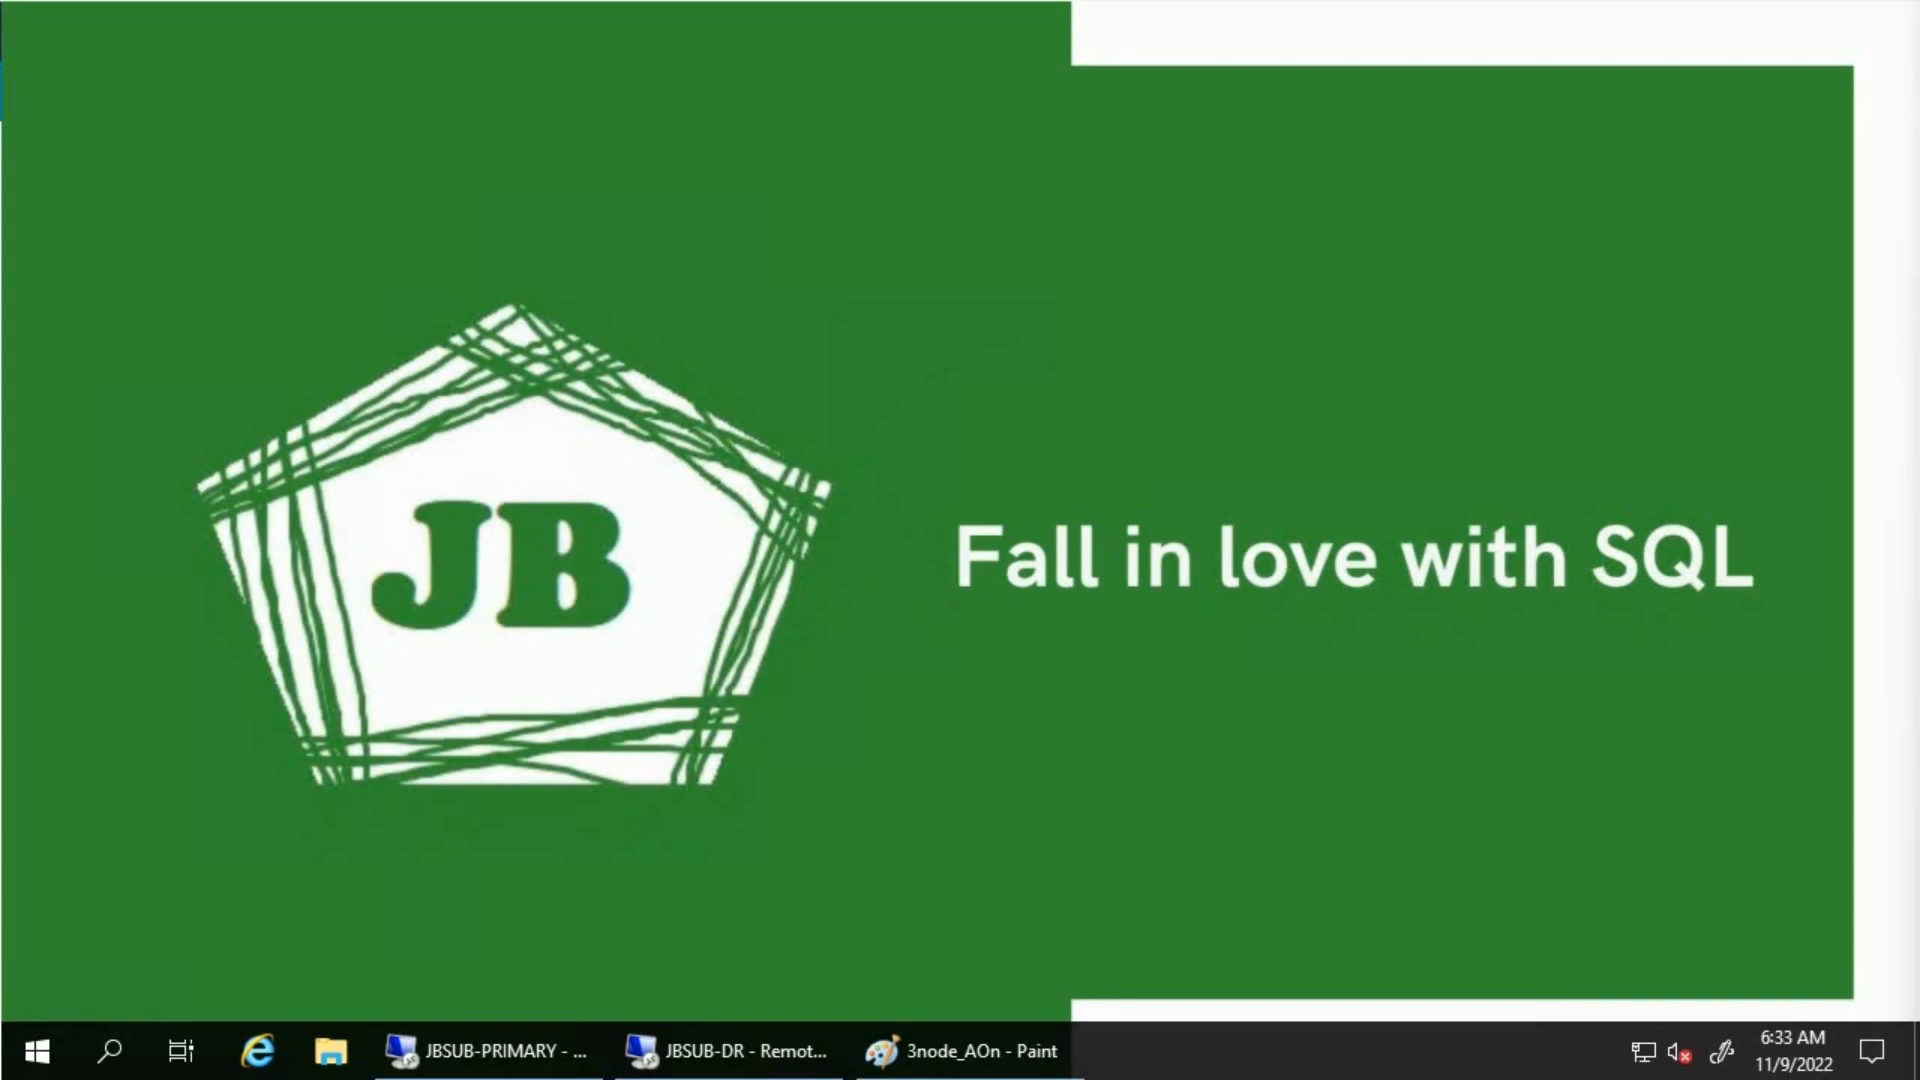 JB
Fall in love with SQL
JBSUB-PRIMARY - ...
JBSUB-DR - Remot...
3node_AOn - Paint
6:33 AM
11/9/2022